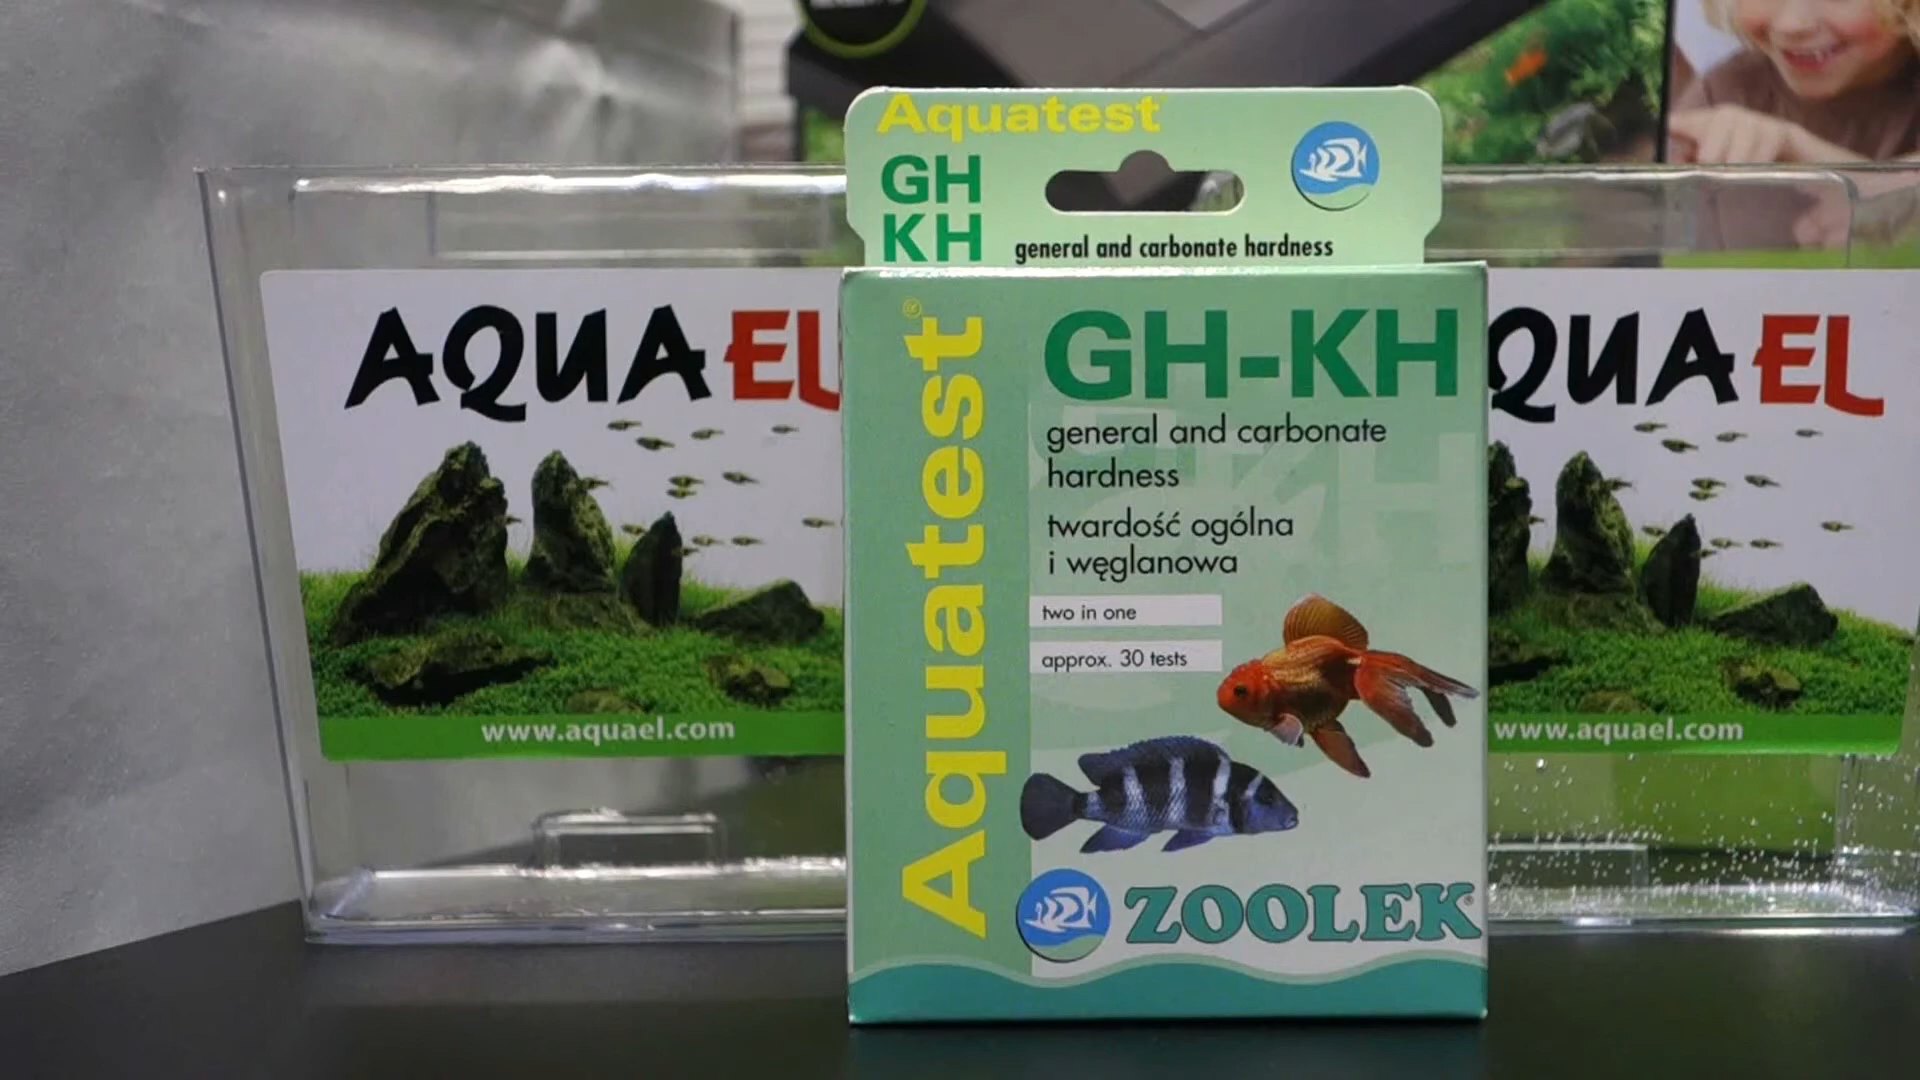 Aquatest
GH
KH
general and carbonate hardness
Aquatest®
GH-KH
general and carbonate
hardness
twardość ogólna
i węglanowa
two in one
approx. 30 tests
ZOOLEK®
AQUAEL
www.aquael.com
QUAEL
www.aquael.com